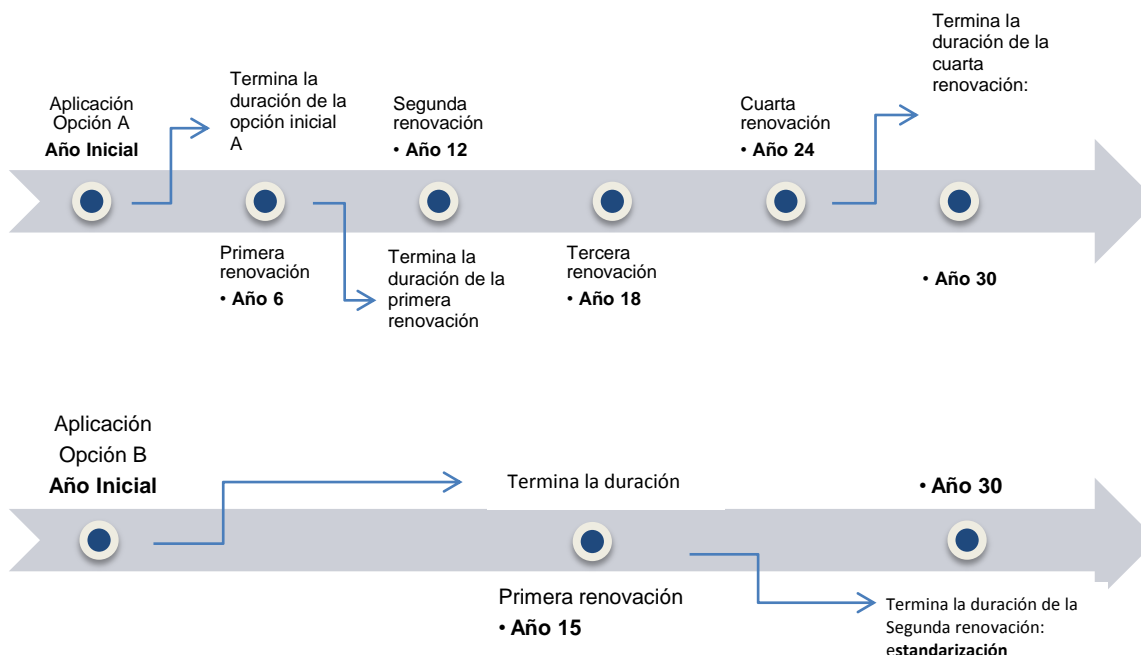 Aplicación
Opción A
Año Inicial
Termina la
duración de la
opción inicial
A
Segunda
renovación
• Año 12
Cuarta
renovación
• Año 24
Termina la
duración de la
cuarta
renovación:
Primera
renovación
• Año 6
Termina la
duración de la
primera
renovación
Tercera
renovación
• Año 18
• Año 30
Aplicación
Opción B
Año Inicial
Termina la duración
• Año 30
Primera renovación
• Año 15
Termina la duración de la
Segunda renovación:
estandarización